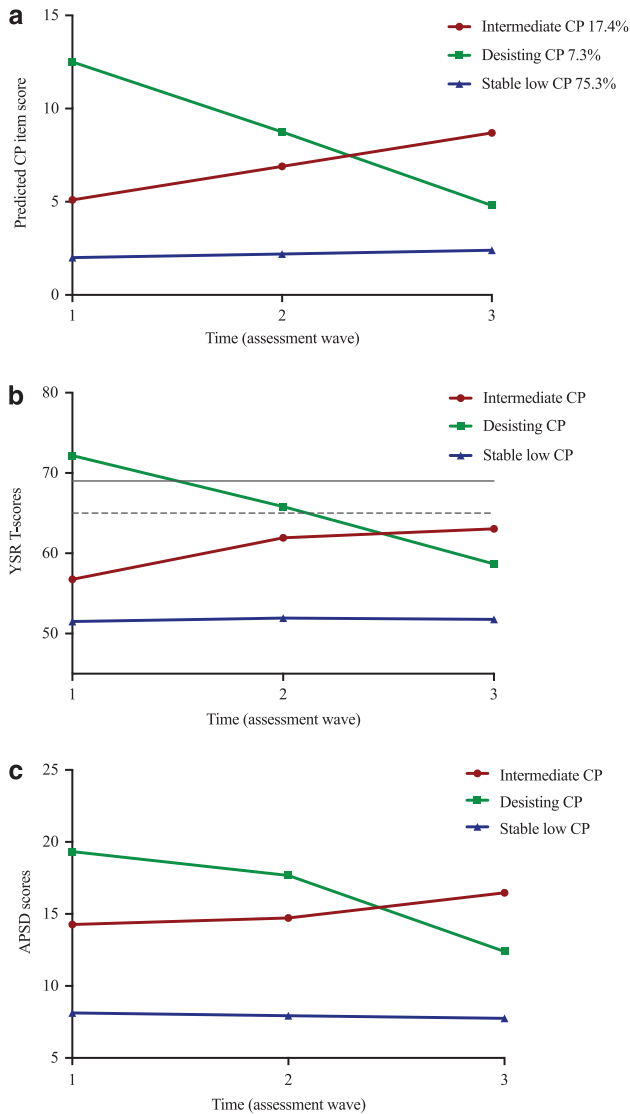 a
15
10
5
0
Predicted CP item score
Intermediate CP 17.4%
Desisting CP 7.3%
Stable low CP 75.3%
1 2 3
Time (assessment wave)
b
80
70
60
50
YSR T-scores
Intermediate CP
Desisting CP
Stable low CP
1 2 3
Time (assessment wave)
c
25
20
15
10
5
APSD scores
Intermediate CP
Desisting CP
Stable low CP
1 2 3
Time (assessment wave)